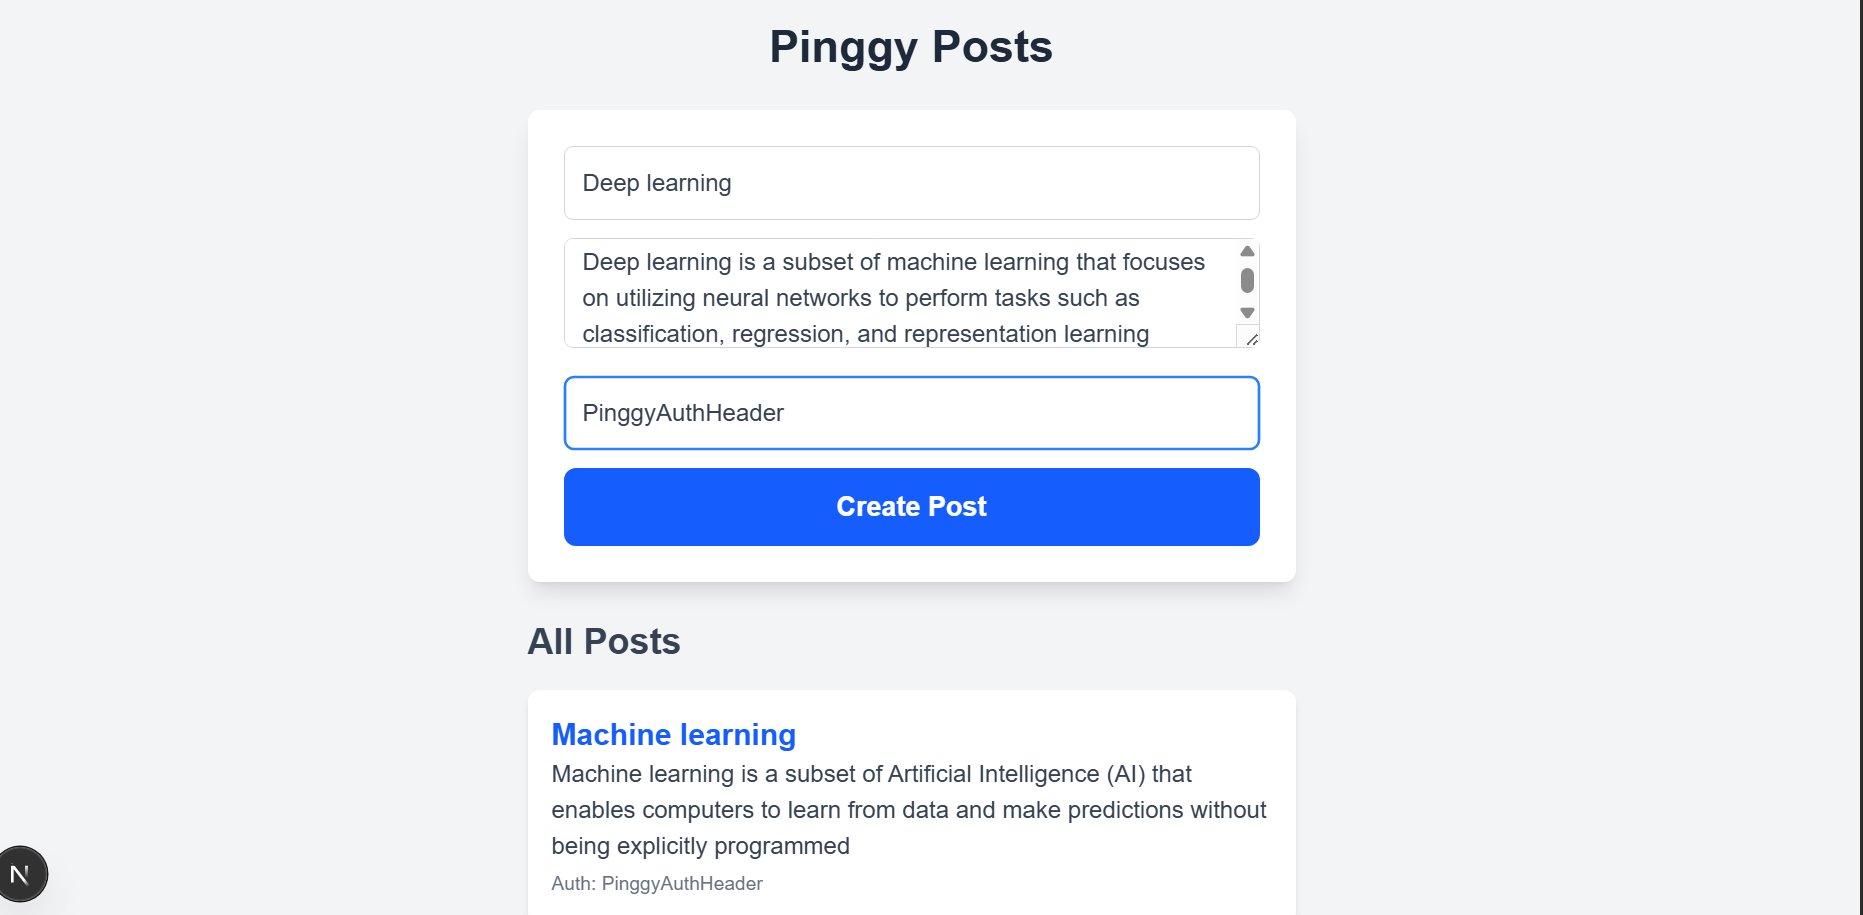 Pinggy Posts
Deep learning
Deep learning is a subset of machine learning that focuses
on utilizing neural networks to perform tasks such as
classification, regression, and representation learning
PinggyAuthHeader
Create Post
All Posts
Machine learning
Machine learning is a subset of Artificial Intelligence (AI) that
enables computers to learn from data and make predictions without
being explicitly programmed
Auth: PinggyAuthHeader
N